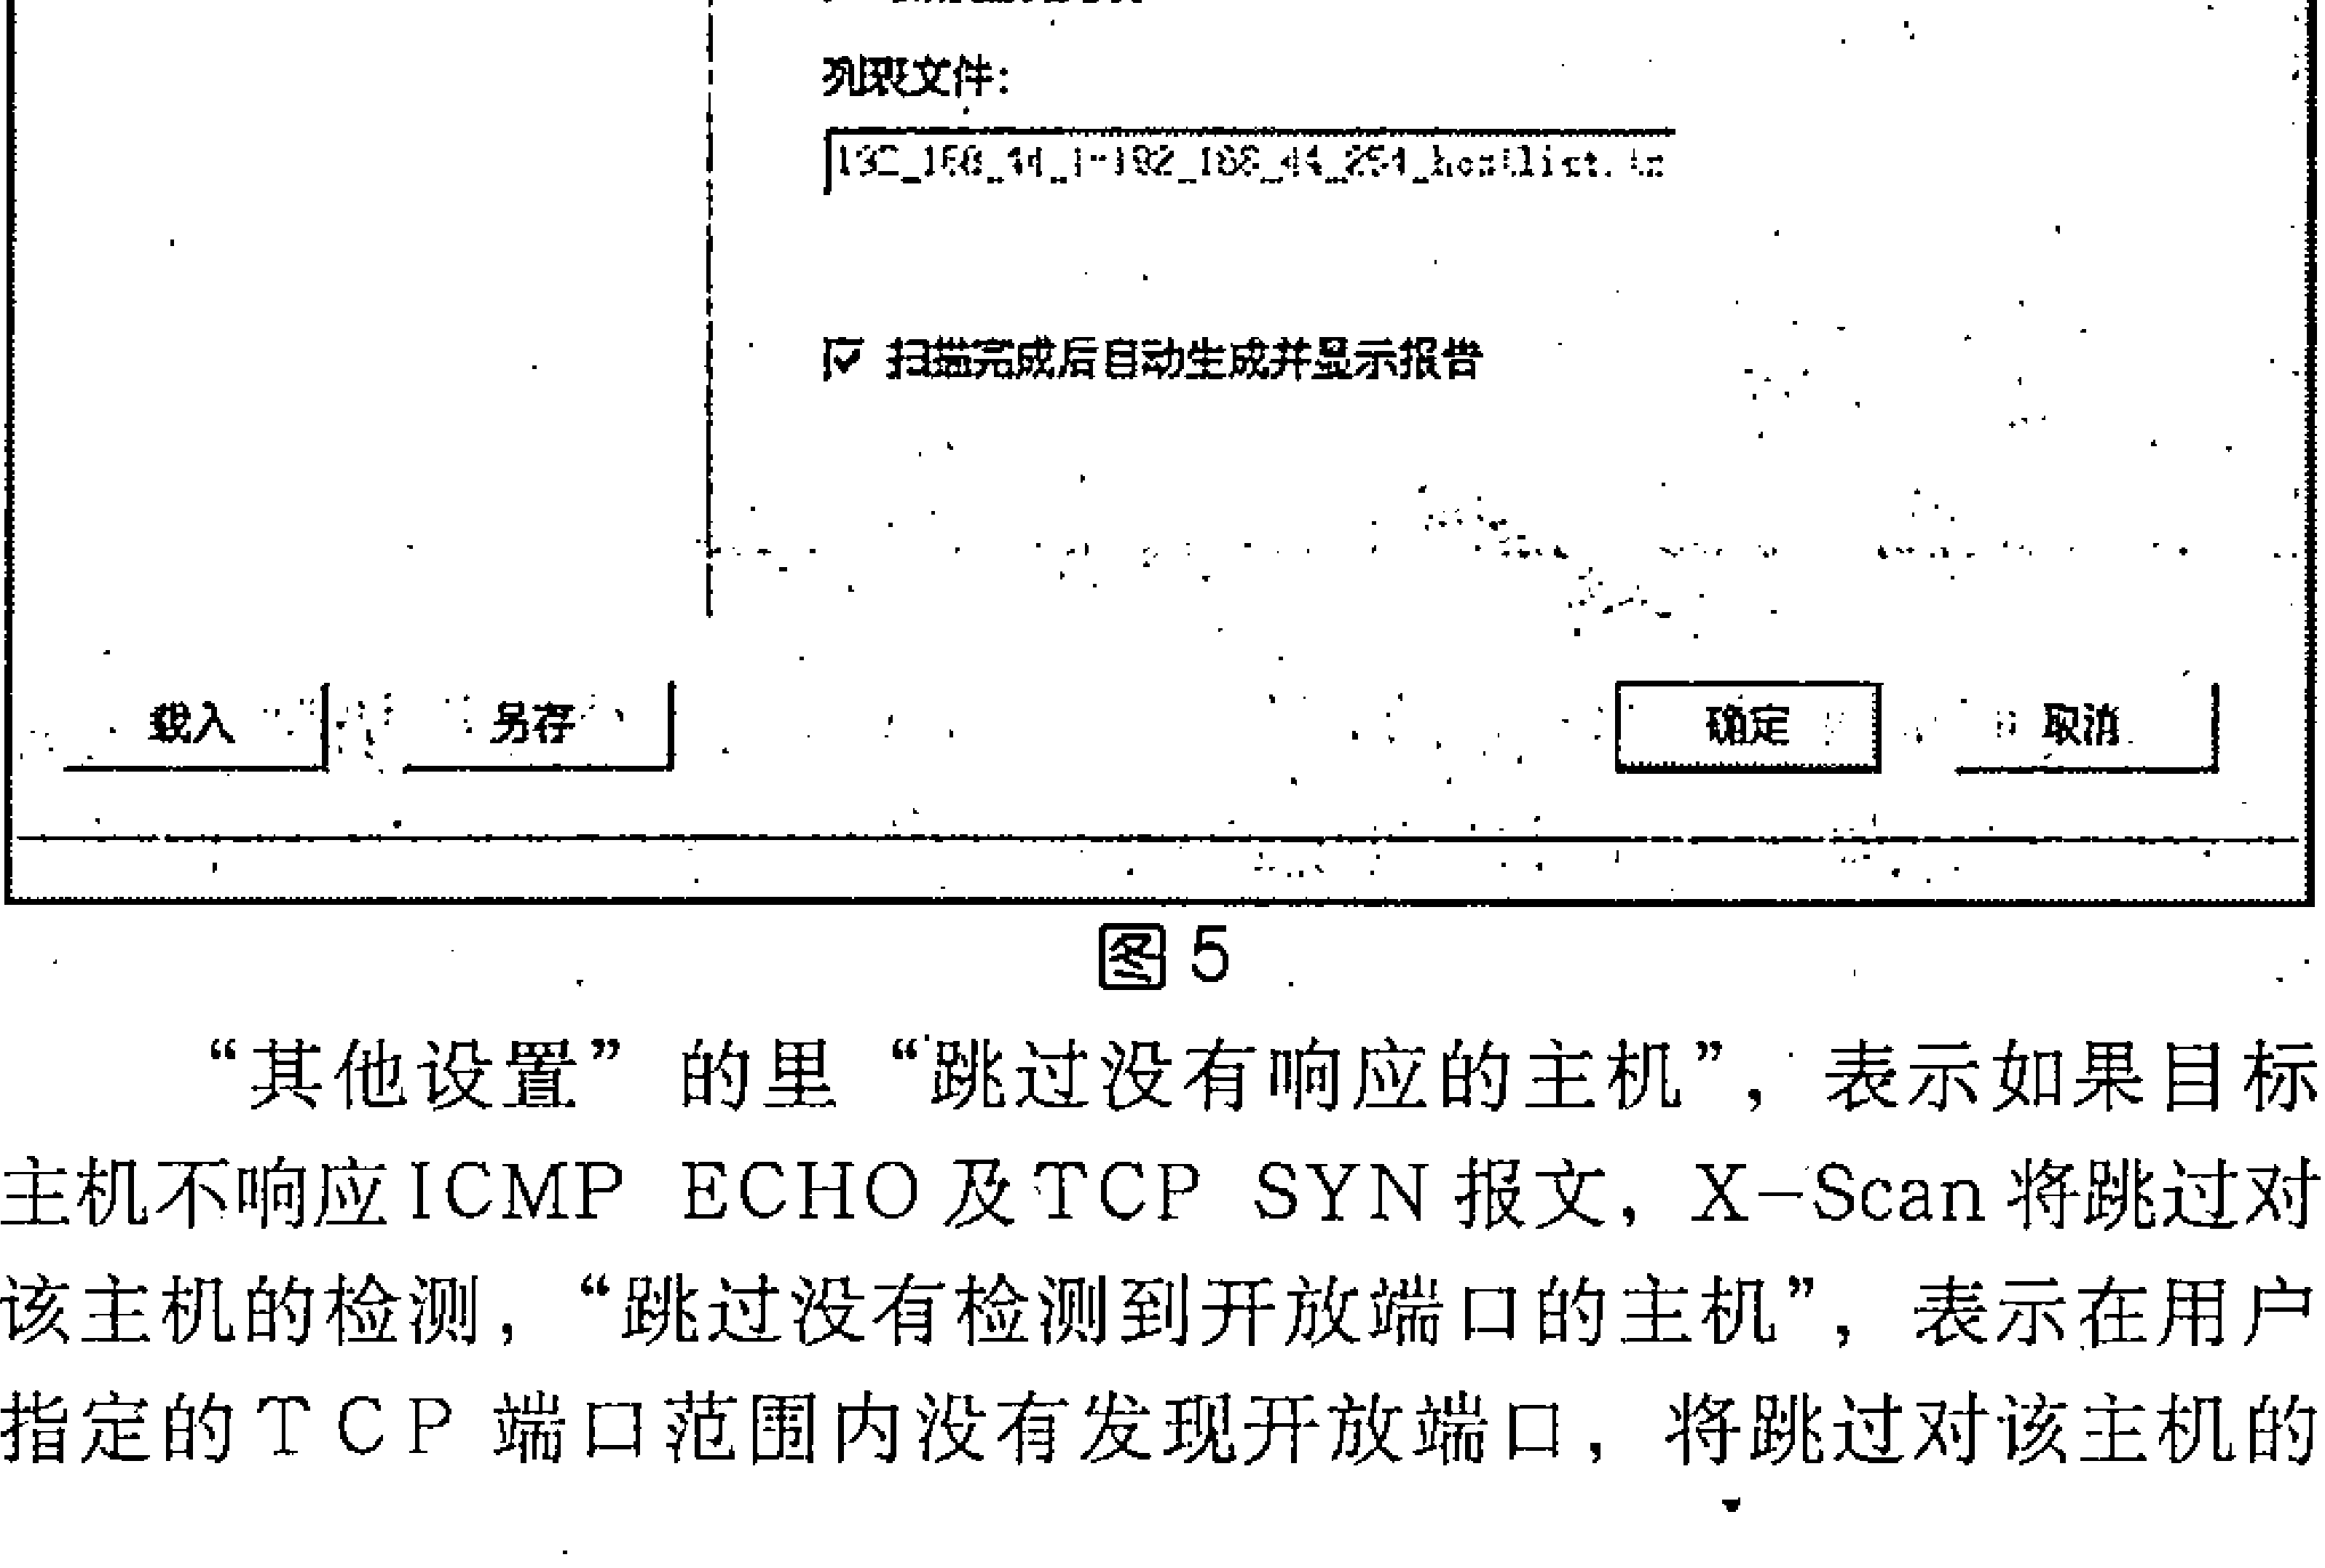 列表文件:
192_168_44_1-192_168_44_254_hostlist.tx
扫描完成后自动生成并显示报告
载入 另存 确定 取消
图5
“其他设置”的里“跳过没有响应的主机”，表示如果目标
主机不响应ICMP ECHO及TCP SYN报文，X-Scan将跳过对
该主机的检测，“跳过没有检测到开放端口的主机”，表示在用户
指定的TCP端口范围内没有发现开放端口，将跳过对该主机的